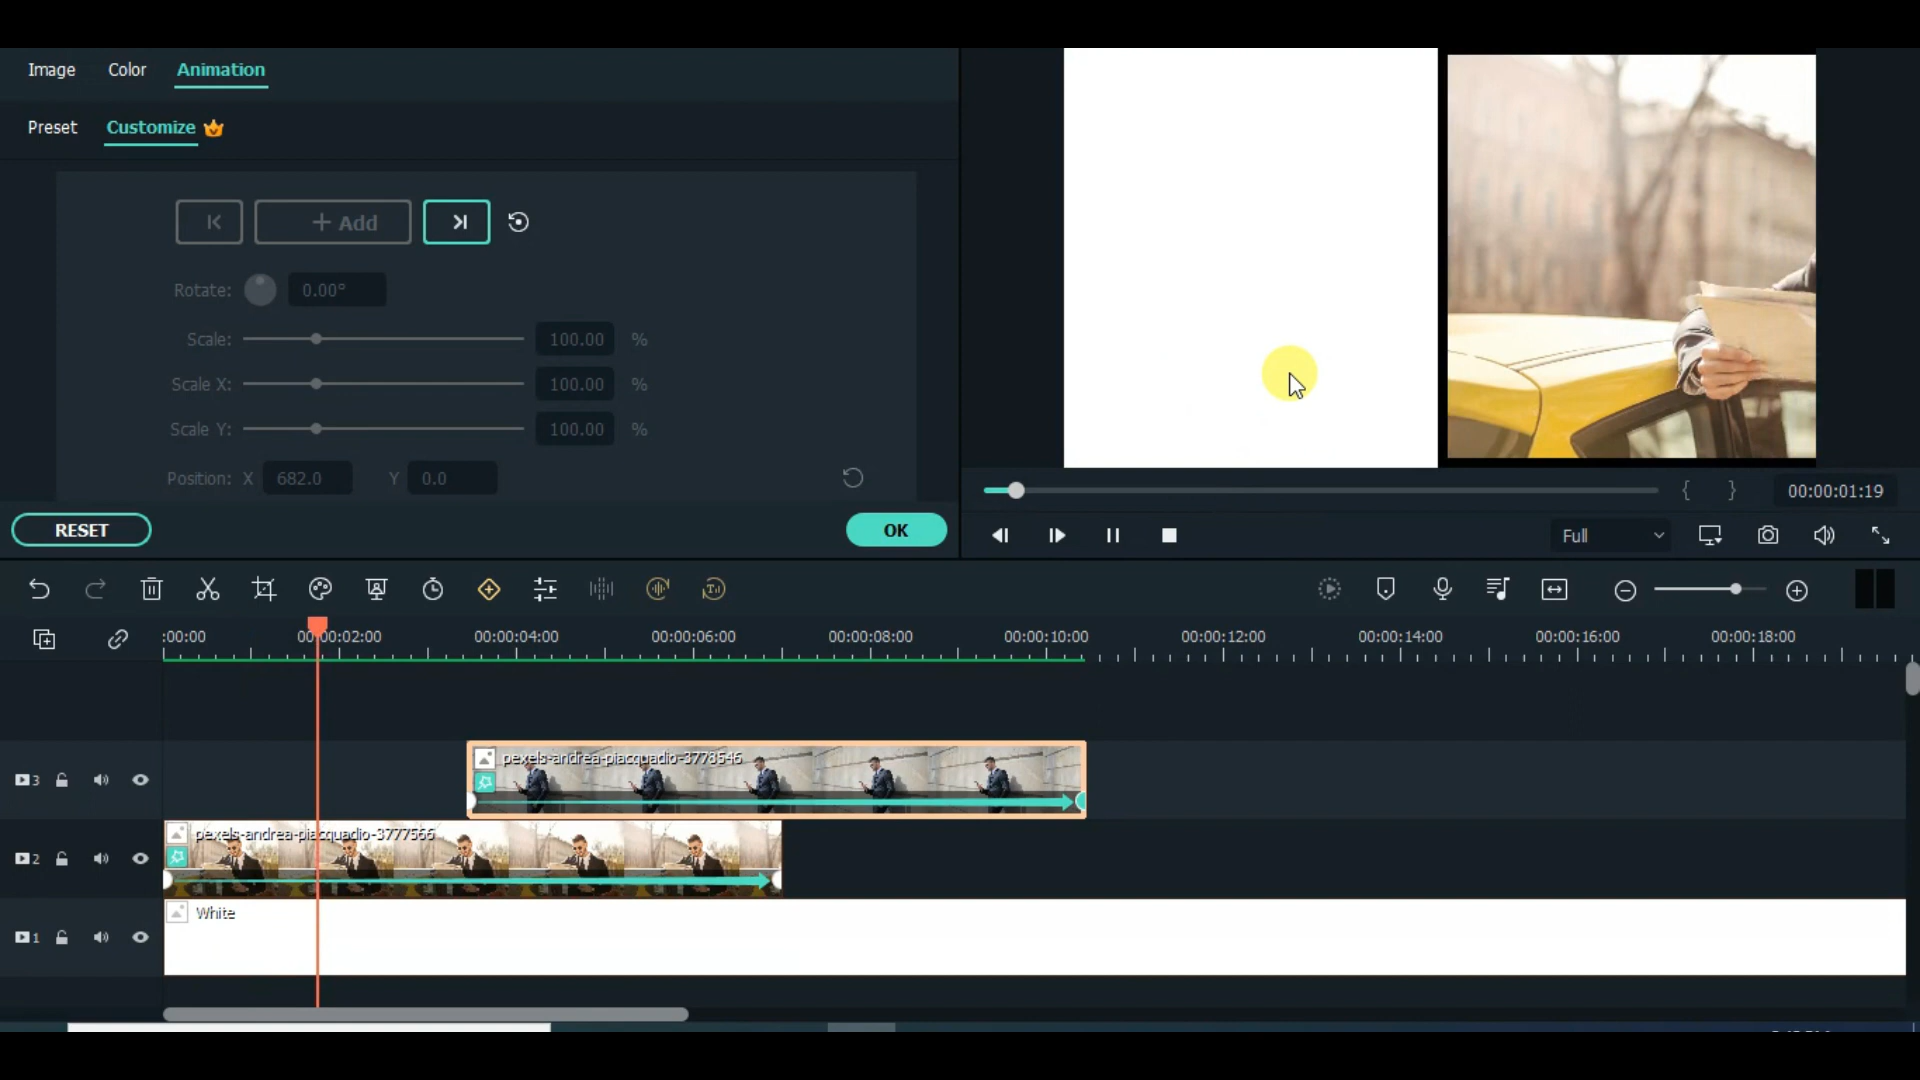 Image Color Animation
Preset Customize
+ Add
Rotate: 0.00°
Scale: 100.00 %
Scale X: 100.00 %
Scale Y: 100.00 %
Position: X 682.0 Y 0.0
RESET OK
{ } 00:00:01:19
Full
:00:00 00:00:02:00 00:00:04:00 00:00:06:00 00:00:08:00 00:00:10:00 00:00:12:00 00:00:14:00 00:00:16:00 00:00:18:00
3
pexels-andrea-piacquadio-3778546
2
pexels-andrea-piacquadio-3777566
1
White